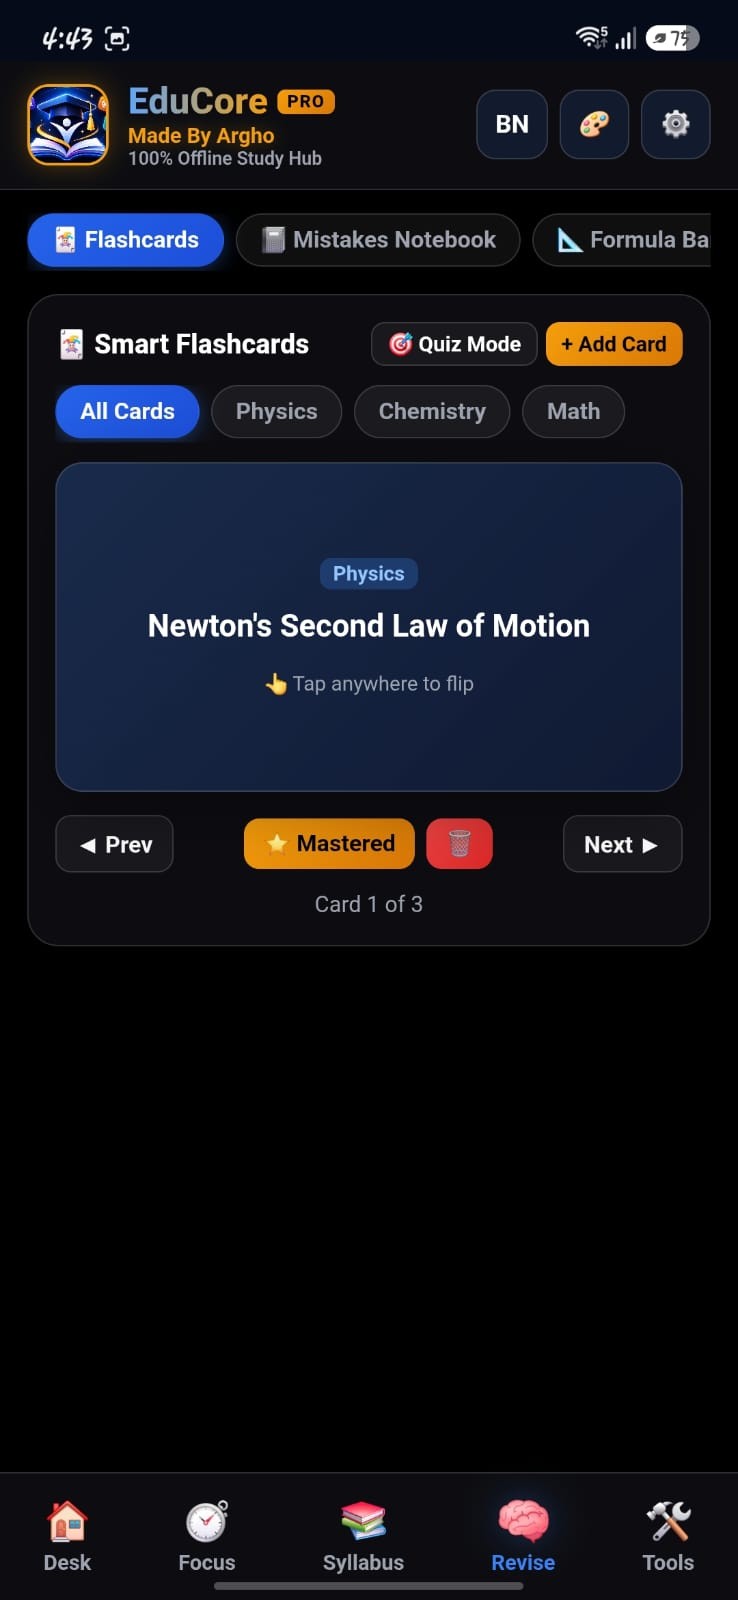 4:43
75
EduCore PRO
Made By Argho
100% Offline Study Hub
BN
Flashcards
Mistakes Notebook
Formula Ba
Smart Flashcards
Quiz Mode
+ Add Card
All Cards
Physics
Chemistry
Math
Physics
Newton's Second Law of Motion
Tap anywhere to flip
◀ Prev
Mastered
Next ▶
Card 1 of 3
Desk
Focus
Syllabus
Revise
Tools